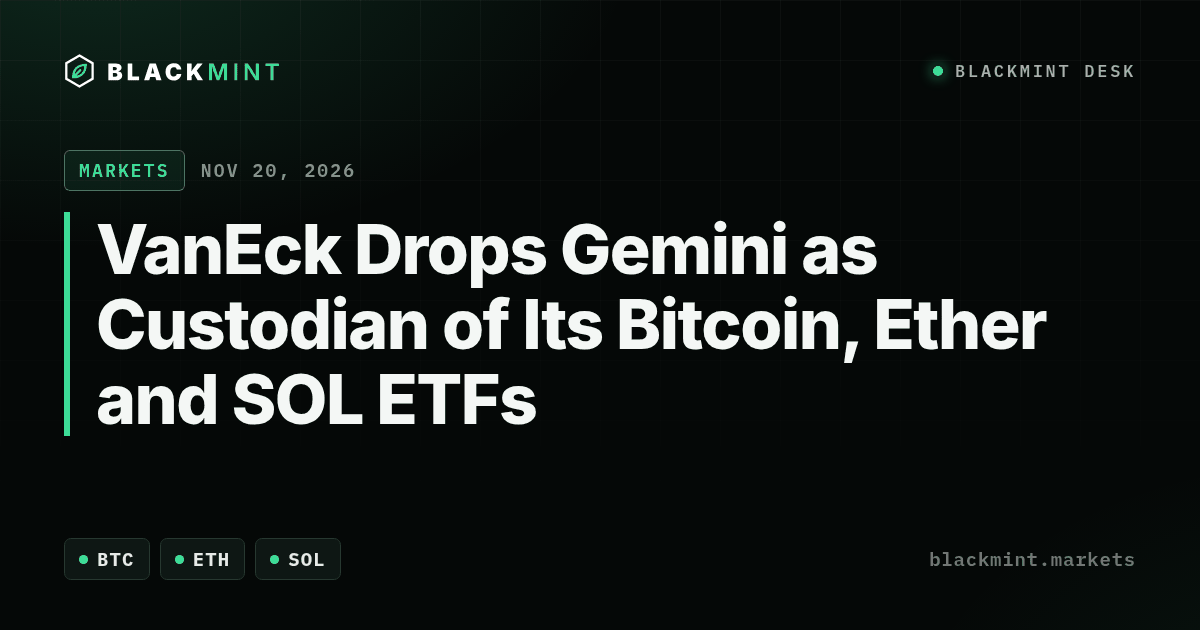 BLACKMINT
BLACKMINT DESK
MARKETS
NOV 20, 2026
VanEck Drops Gemini as
Custodian of Its Bitcoin, Ether
and SOL ETFs
BTC
ETH
SOL
blackmint.markets